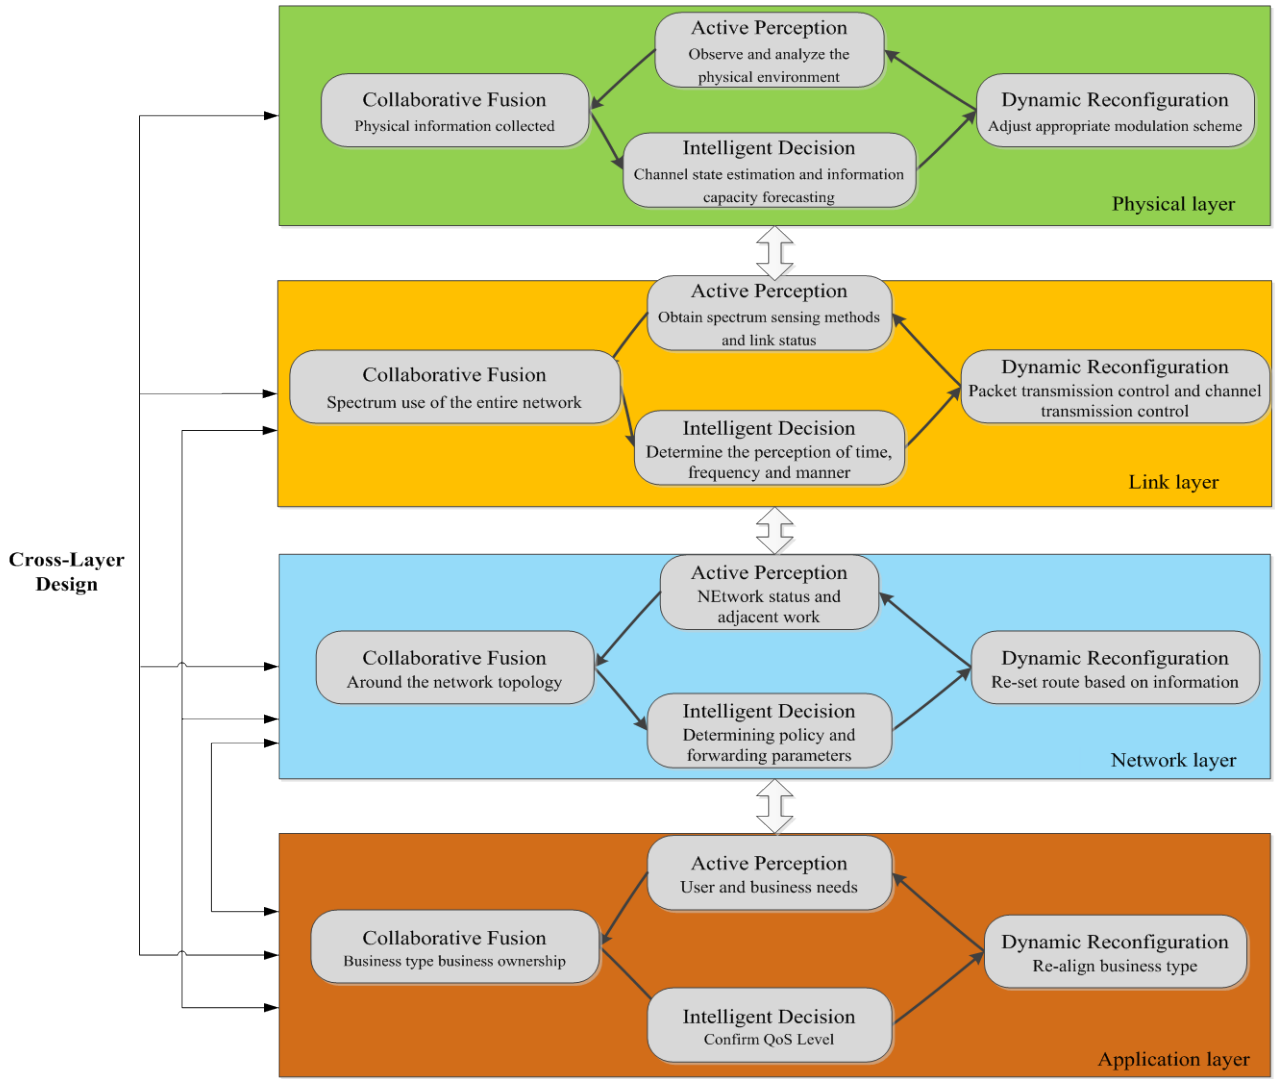 Active Perception
Observe and analyze the
physical environment
Collaborative Fusion
Physical information collected
Dynamic Reconfiguration
Adjust appropriate modulation scheme
Intelligent Decision
Channel state estimation and information
capacity forecasting
Physical layer
Active Perception
Obtain spectrum sensing methods
and link status
Collaborative Fusion
Spectrum use of the entire network
Dynamic Reconfiguration
Packet transmission control and channel
transmission control
Intelligent Decision
Determine the perception of time,
frequency and manner
Link layer
Cross-Layer
Design
Active Perception
NEtwork status and
adjacent work
Collaborative Fusion
Around the network topology
Dynamic Reconfiguration
Re-set route based on information
Intelligent Decision
Determining policy and
forwarding parameters
Network layer
Active Perception
User and business needs
Collaborative Fusion
Business type business ownership
Dynamic Reconfiguration
Re-align business type
Intelligent Decision
Confirm QoS Level
Application layer